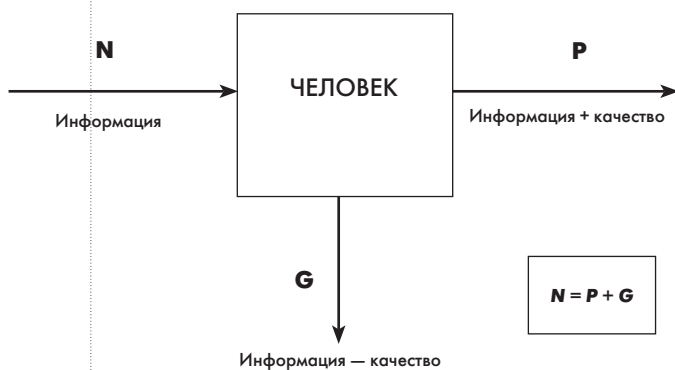 N
P
ЧЕЛОВЕК
Информация
Информация + качество
G
N = P + G
Информация — качество